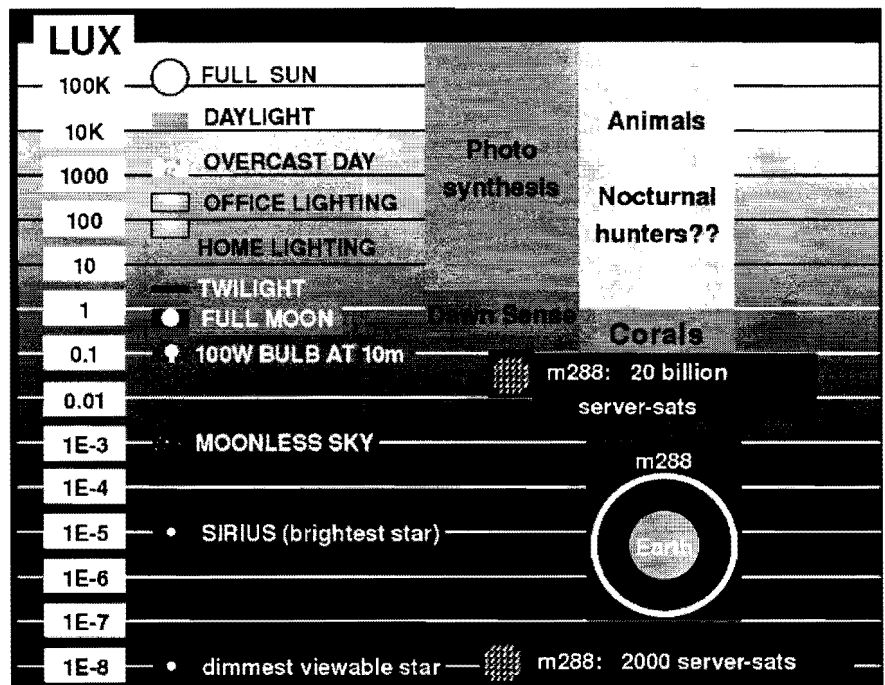 LUX
100K
10K
1000
100
10
1
0.1
0.01
1E-3
1E-4
1E-5
1E-6
1E-7
1E-8
FULL SUN
DAYLIGHT
OVERCAST DAY
OFFICE LIGHTING
HOME LIGHTING
TWILIGHT
FULL MOON
100W BULB AT 10m
MOONLESS SKY
SIRIUS (brightest star)
dimmest viewable star
Photo
synthesis
Dawn Sense
Animals
Nocturnal
hunters??
Corals
m288: 20 billion
server-sats
m288
Earth
m288: 2000 server-sats